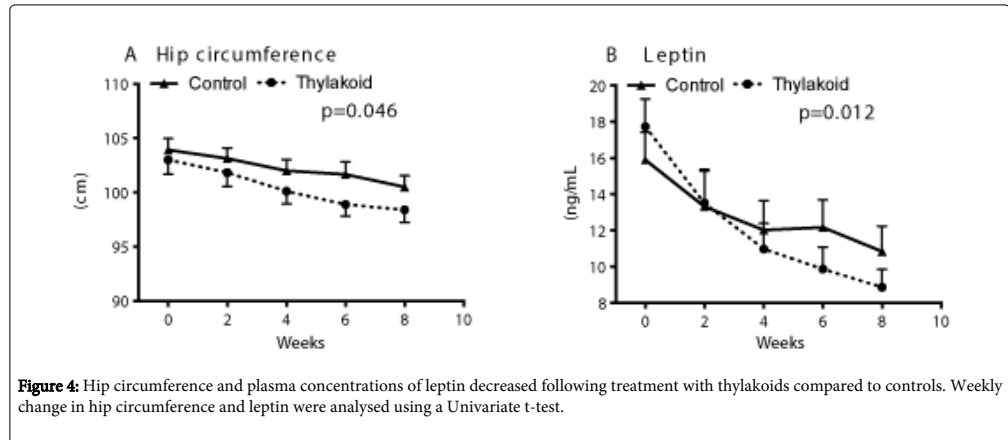 A Hip circumference
Control Thylakoid
p=0.046
110
105
100
95
90
(cm)
0 2 4 6 8 10
Weeks
B Leptin
Control Thylakoid
p=0.012
20
18
16
14
12
10
8
(ng/mL)
0 2 4 6 8 10
Weeks
Figure 4: Hip circumference and plasma concentrations of leptin decreased following treatment with thylakoids compared to controls. Weekly
change in hip circumference and leptin were analysed using a Univariate t-test.